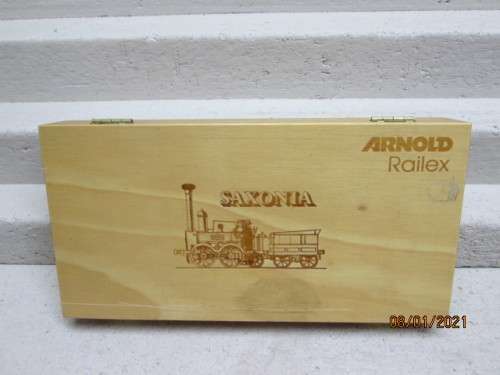 ARNOLD
Railex
SAXONIA
08/01/2021